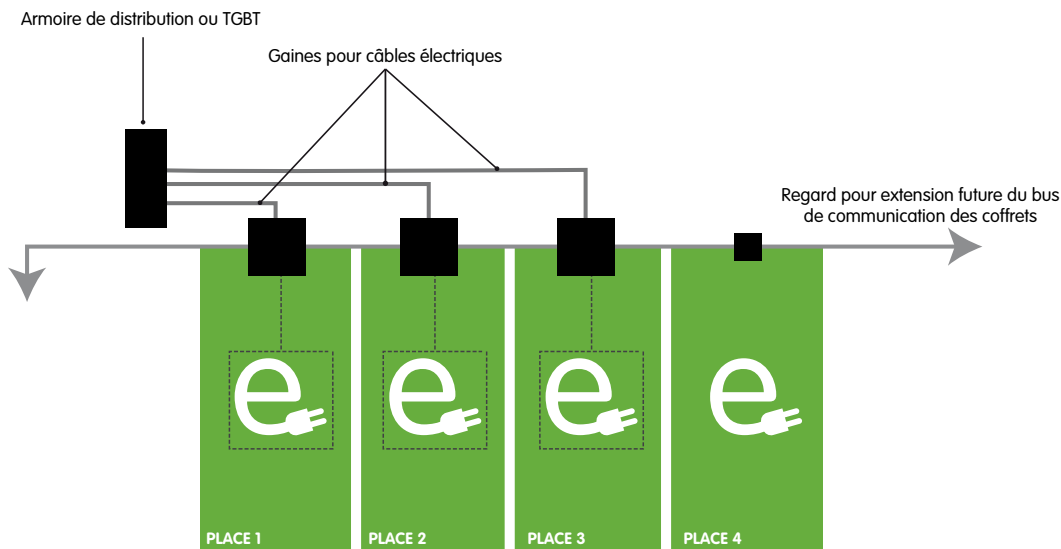 Armoire de distribution ou TGBT
Gaines pour câbles électriques
Regard pour extension future du bus
de communication des coffrets
e
e
e
e
PLACE 1
PLACE 2
PLACE 3
PLACE 4